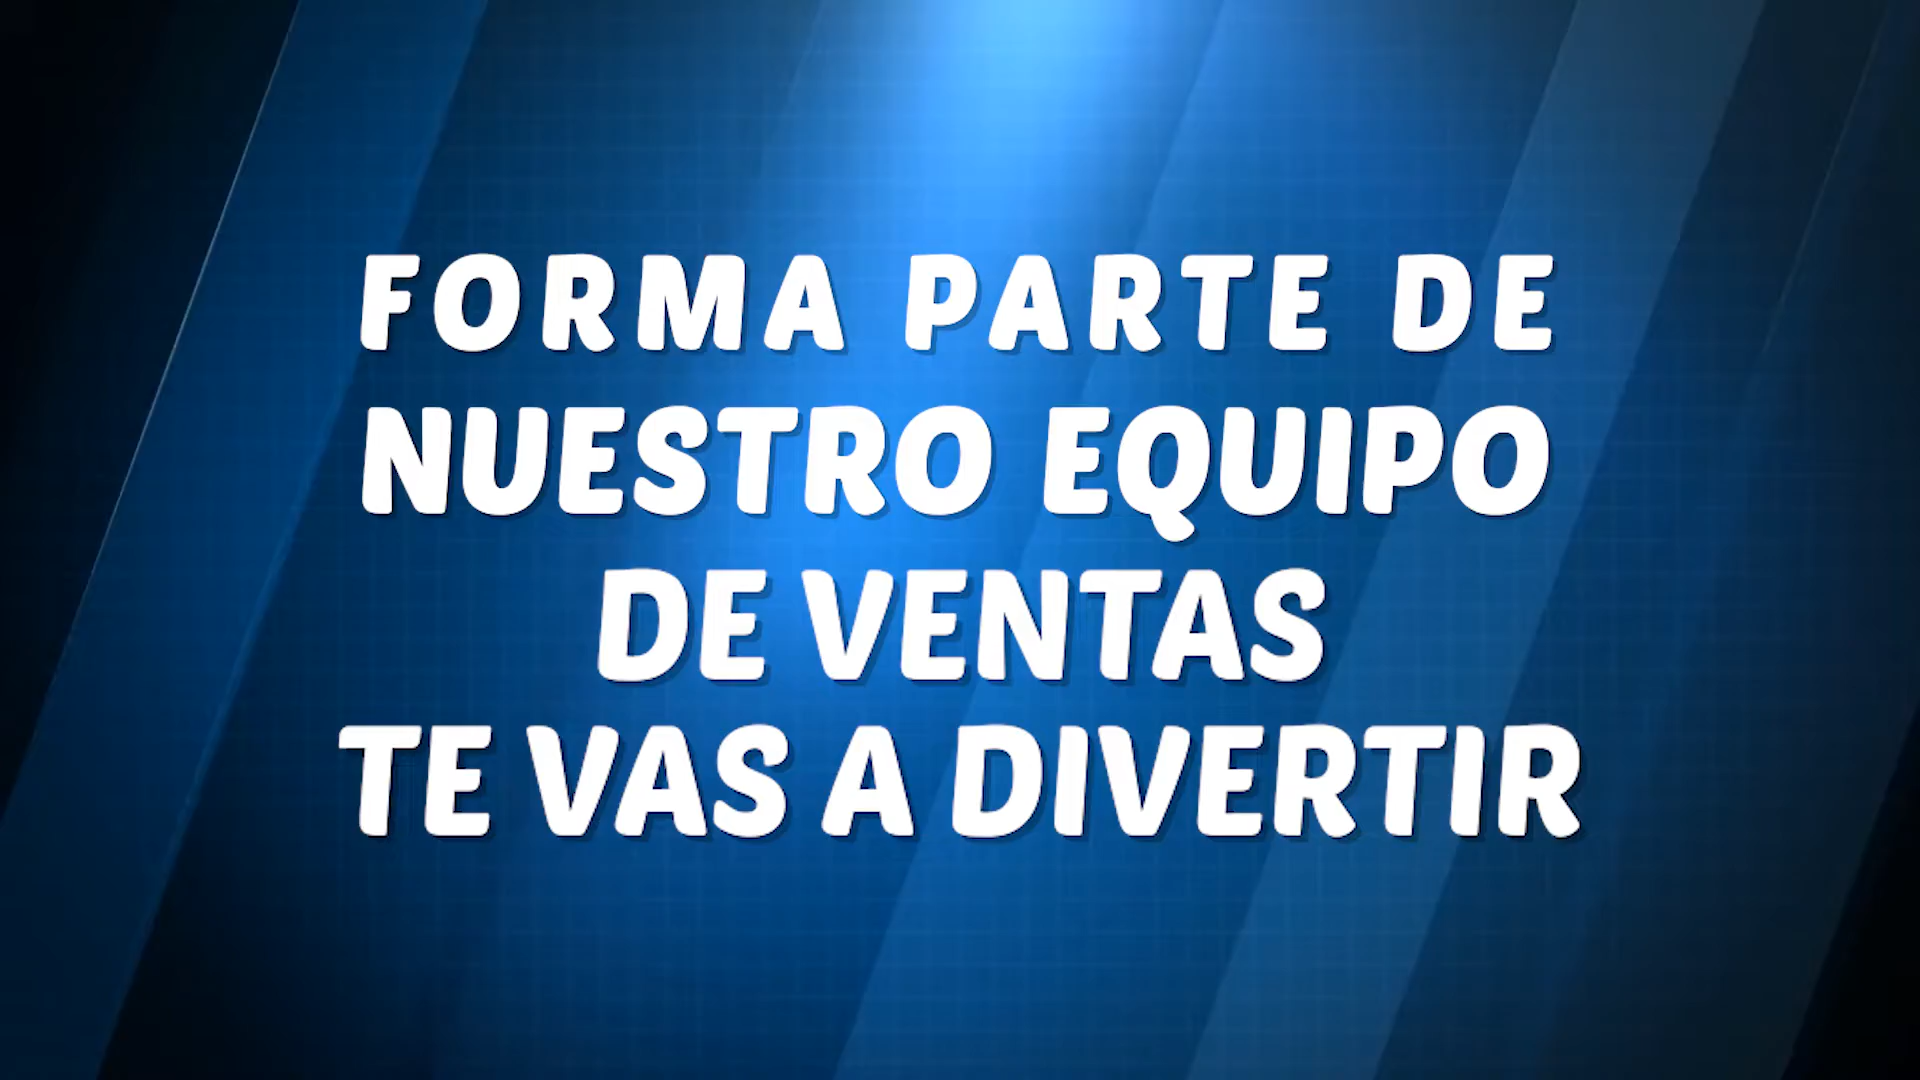 FORMA PARTE DE
NUESTRO EQUIPO
DE VENTAS
TE VAS A DIVERTIR